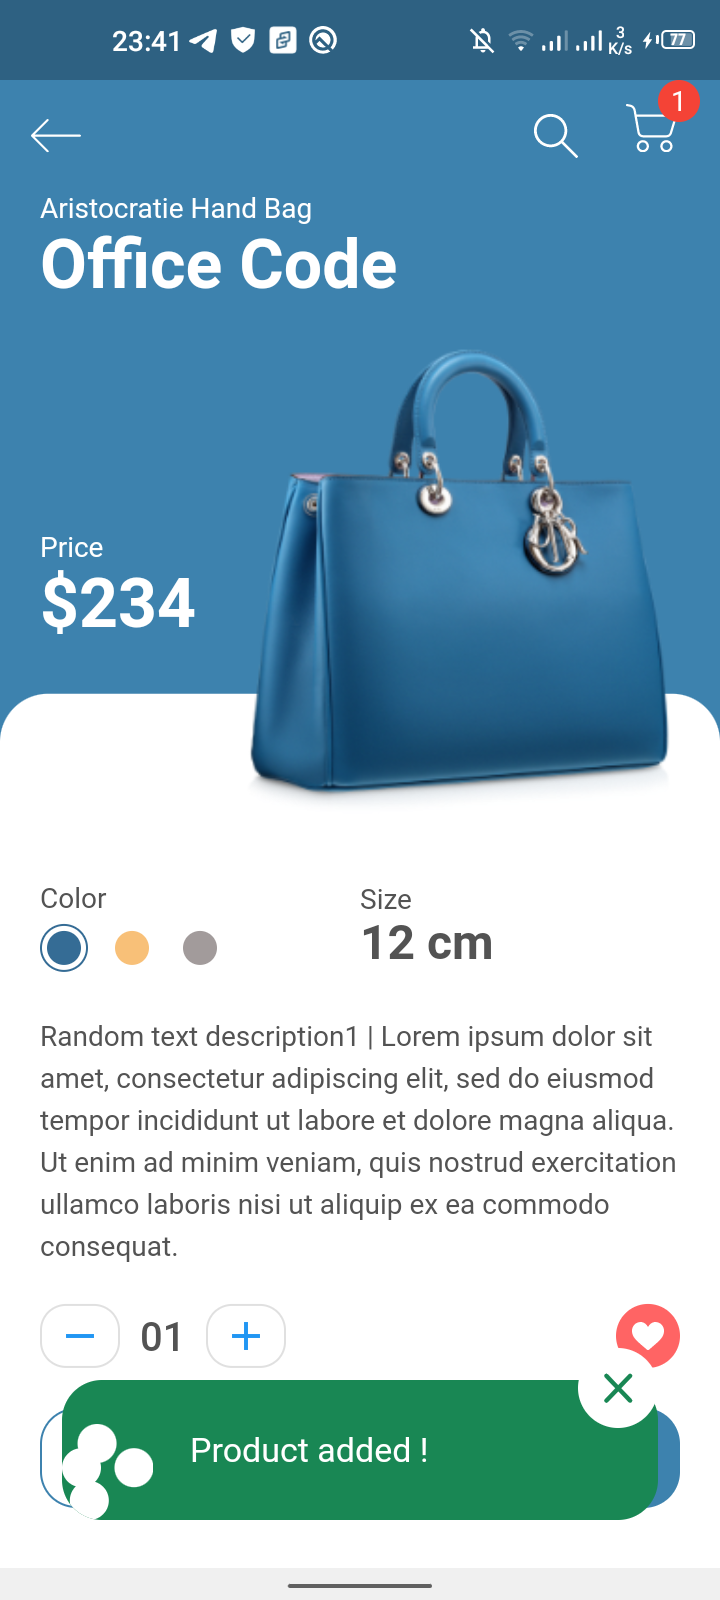 23:41
3
K/s
77
1
Aristocratie Hand Bag
Office Code
Price
$234
Color
Size
12 cm
Random text description1 | Lorem ipsum dolor sit
amet, consectetur adipiscing elit, sed do eiusmod
tempor incididunt ut labore et dolore magna aliqua.
Ut enim ad minim veniam, quis nostrud exercitation
ullamco laboris nisi ut aliquip ex ea commodo
consequat.
01
Product added !